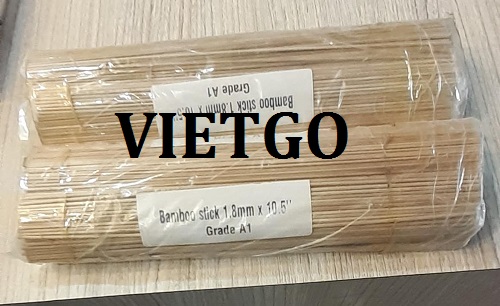 Bamboo stick 1.8mm x 10.5"
Grade A1
VIETGO
Bamboo stick 1.8mm x 10.5"
Grade A1